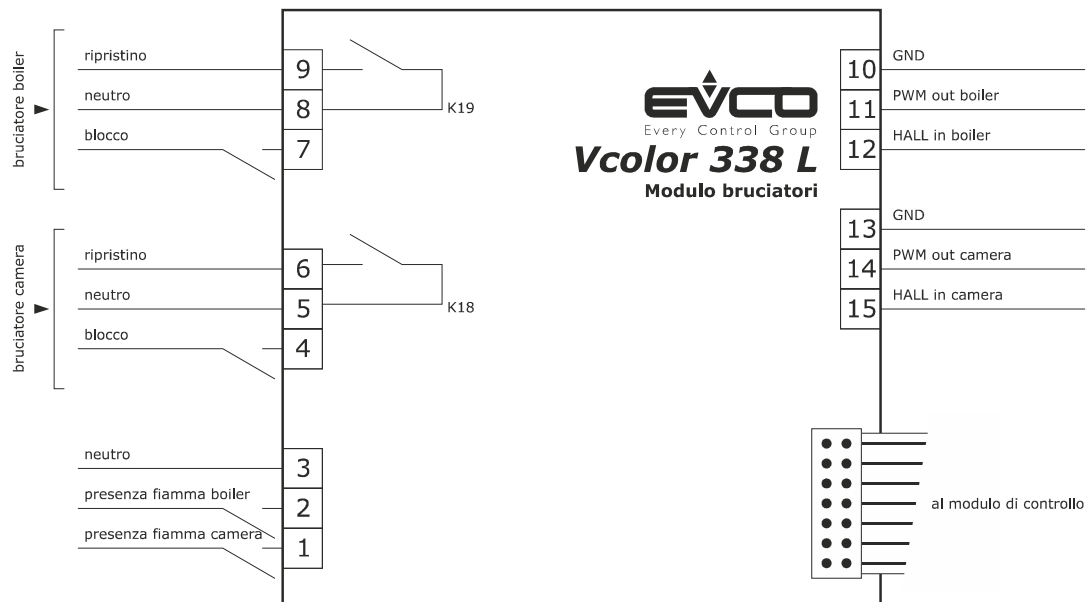 bruciatore boiler
ripristino
9
neutro
8
K19
blocco
7
bruciatore camera
ripristino
6
neutro
5
K18
blocco
4
neutro
3
presenza fiamma boiler
2
presenza fiamma camera
1
EVCO
Every Control Group
Vcolor 338 L
Modulo bruciatori
10
GND
11
PWM out boiler
12
HALL in boiler
13
GND
14
PWM out camera
15
HALL in camera
al modulo di controllo